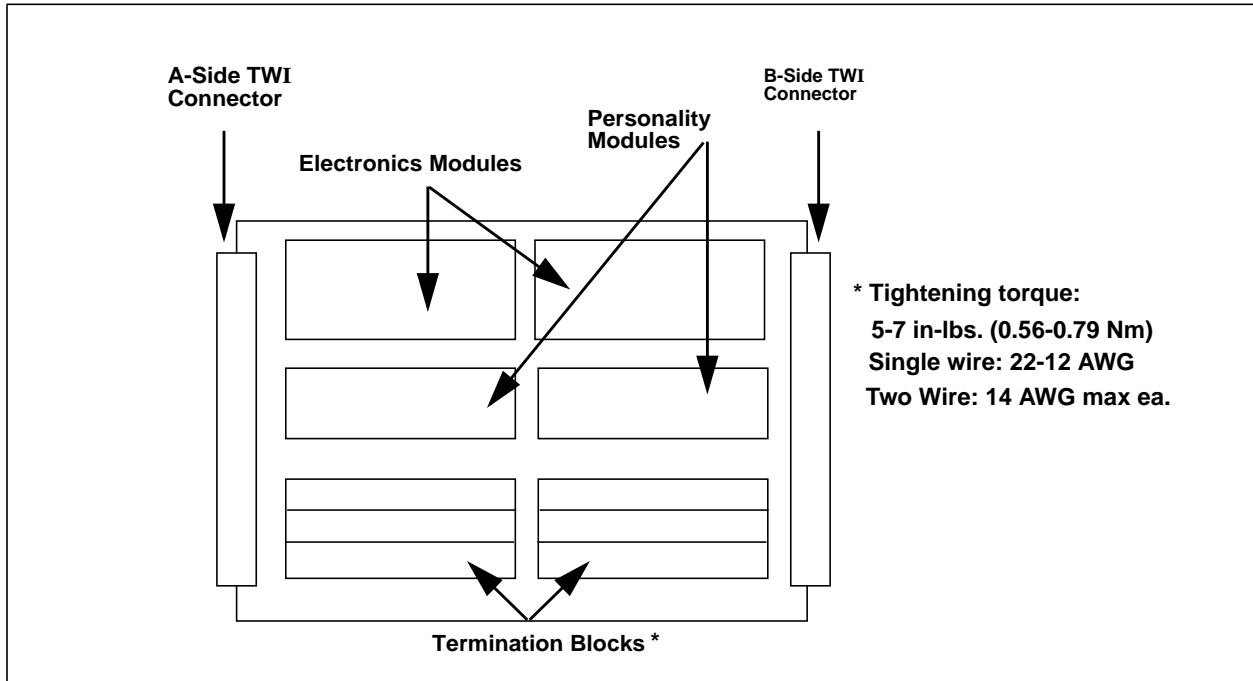 A-Side TWI
Connector
B-Side TWI
Connector
Personality
Modules
Electronics Modules
* Tightening torque:
5-7 in-lbs. (0.56-0.79 Nm)
Single wire: 22-12 AWG
Two Wire: 14 AWG max ea.
Termination Blocks *